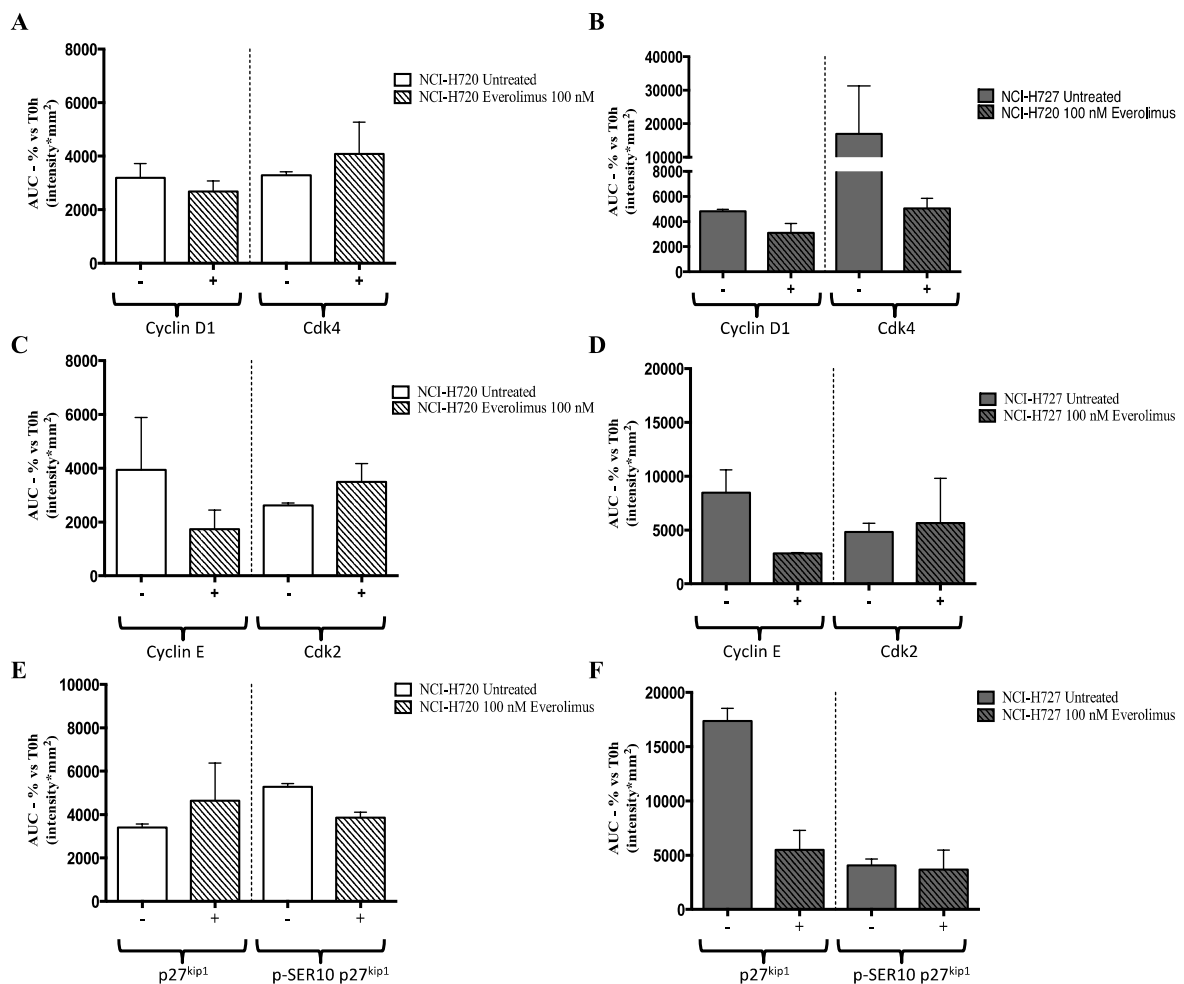 A
AUC - % vs T0h
(intensity*mm²)
8000
6000
4000
2000
0
NCI-H720 Untreated
NCI-H720 Everolimus 100 nM
- + - +
Cyclin D1 Cdk4
B
AUC - % vs T0h
(intensity*mm²)
40000
30000
20000
10000
8000
6000
4000
2000
0
NCI-H727 Untreated
NCI-H720 100 nM Everolimus
- + - +
Cyclin D1 Cdk4
C
AUC - % vs T0h
(intensity*mm²)
8000
6000
4000
2000
0
NCI-H720 Untreated
NCI-H720 Everolimus 100 nM
- + - +
Cyclin E Cdk2
D
AUC - % vs T0h
(intensity*mm²)
20000
15000
10000
5000
0
NCI-H727 Untreated
NCI-H727 100 nM Everolimus
- + - +
Cyclin E Cdk2
E
AUC - % vs T0h
(intensity*mm²)
10000
8000
6000
4000
2000
0
NCI-H720 Untreated
NCI-H720 100 nM Everolimus
- + - +
p27ᵏⁱᵖ¹ p-SER10 p27ᵏⁱᵖ¹
F
AUC - % vs T0h
(intensity*mm²)
20000
15000
10000
5000
0
NCI-H727 Untreated
NCI-H727 100 nM Everolimus
- + - +
p27ᵏⁱᵖ¹ p-SER10 p27ᵏⁱᵖ¹